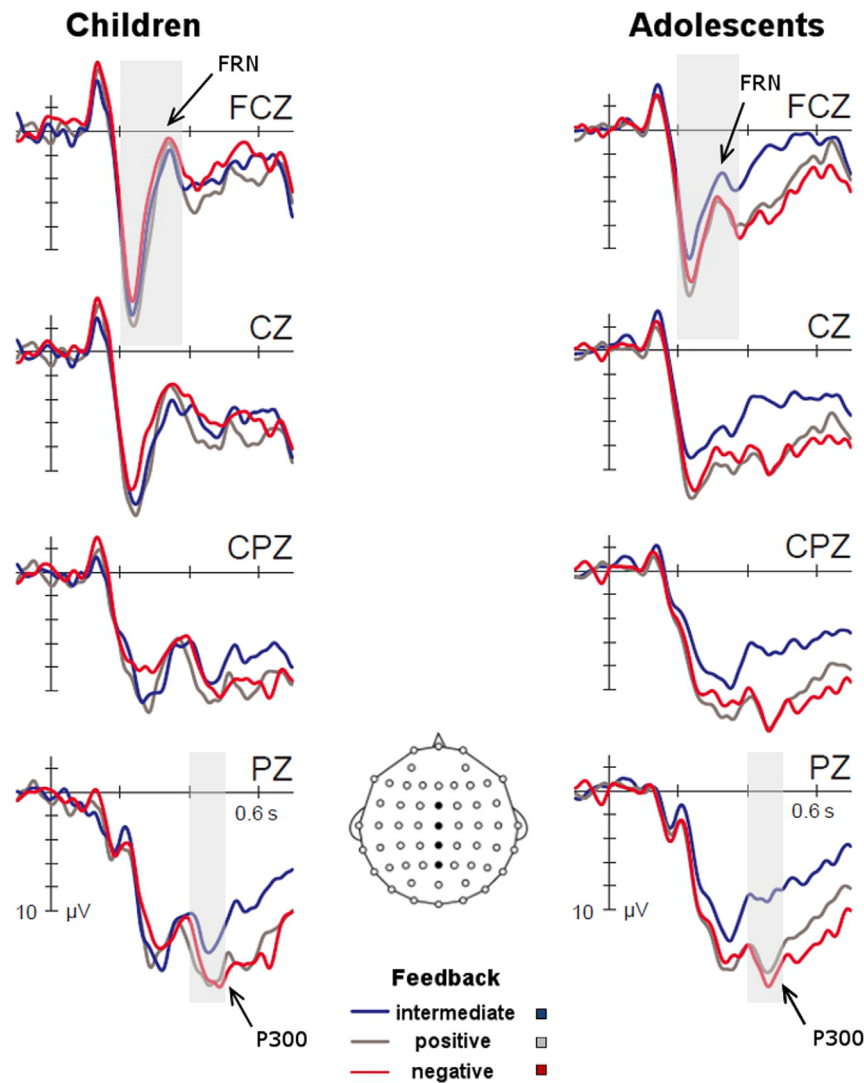 Children
Adolescents
FRN
FCZ
FRN
FCZ
CZ
CZ
CPZ
CPZ
PZ
0.6 s
10 µV
PZ
0.6 s
10 µV
P300
P300
Feedback
intermediate
positive
negative